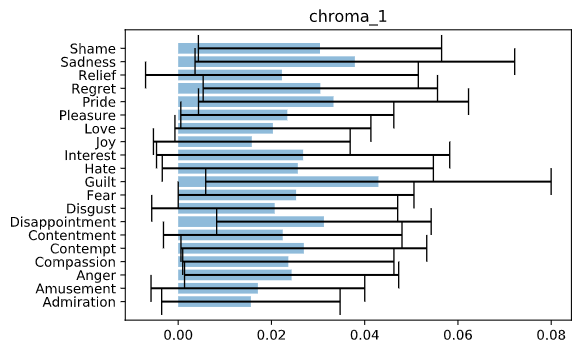 chroma_1
Shame
Sadness
Relief
Regret
Pride
Pleasure
Love
Joy
Interest
Hate
Guilt
Fear
Disgust
Disappointment
Contentment
Contempt
Compassion
Anger
Amusement
Admiration
0.00 0.02 0.04 0.06 0.08